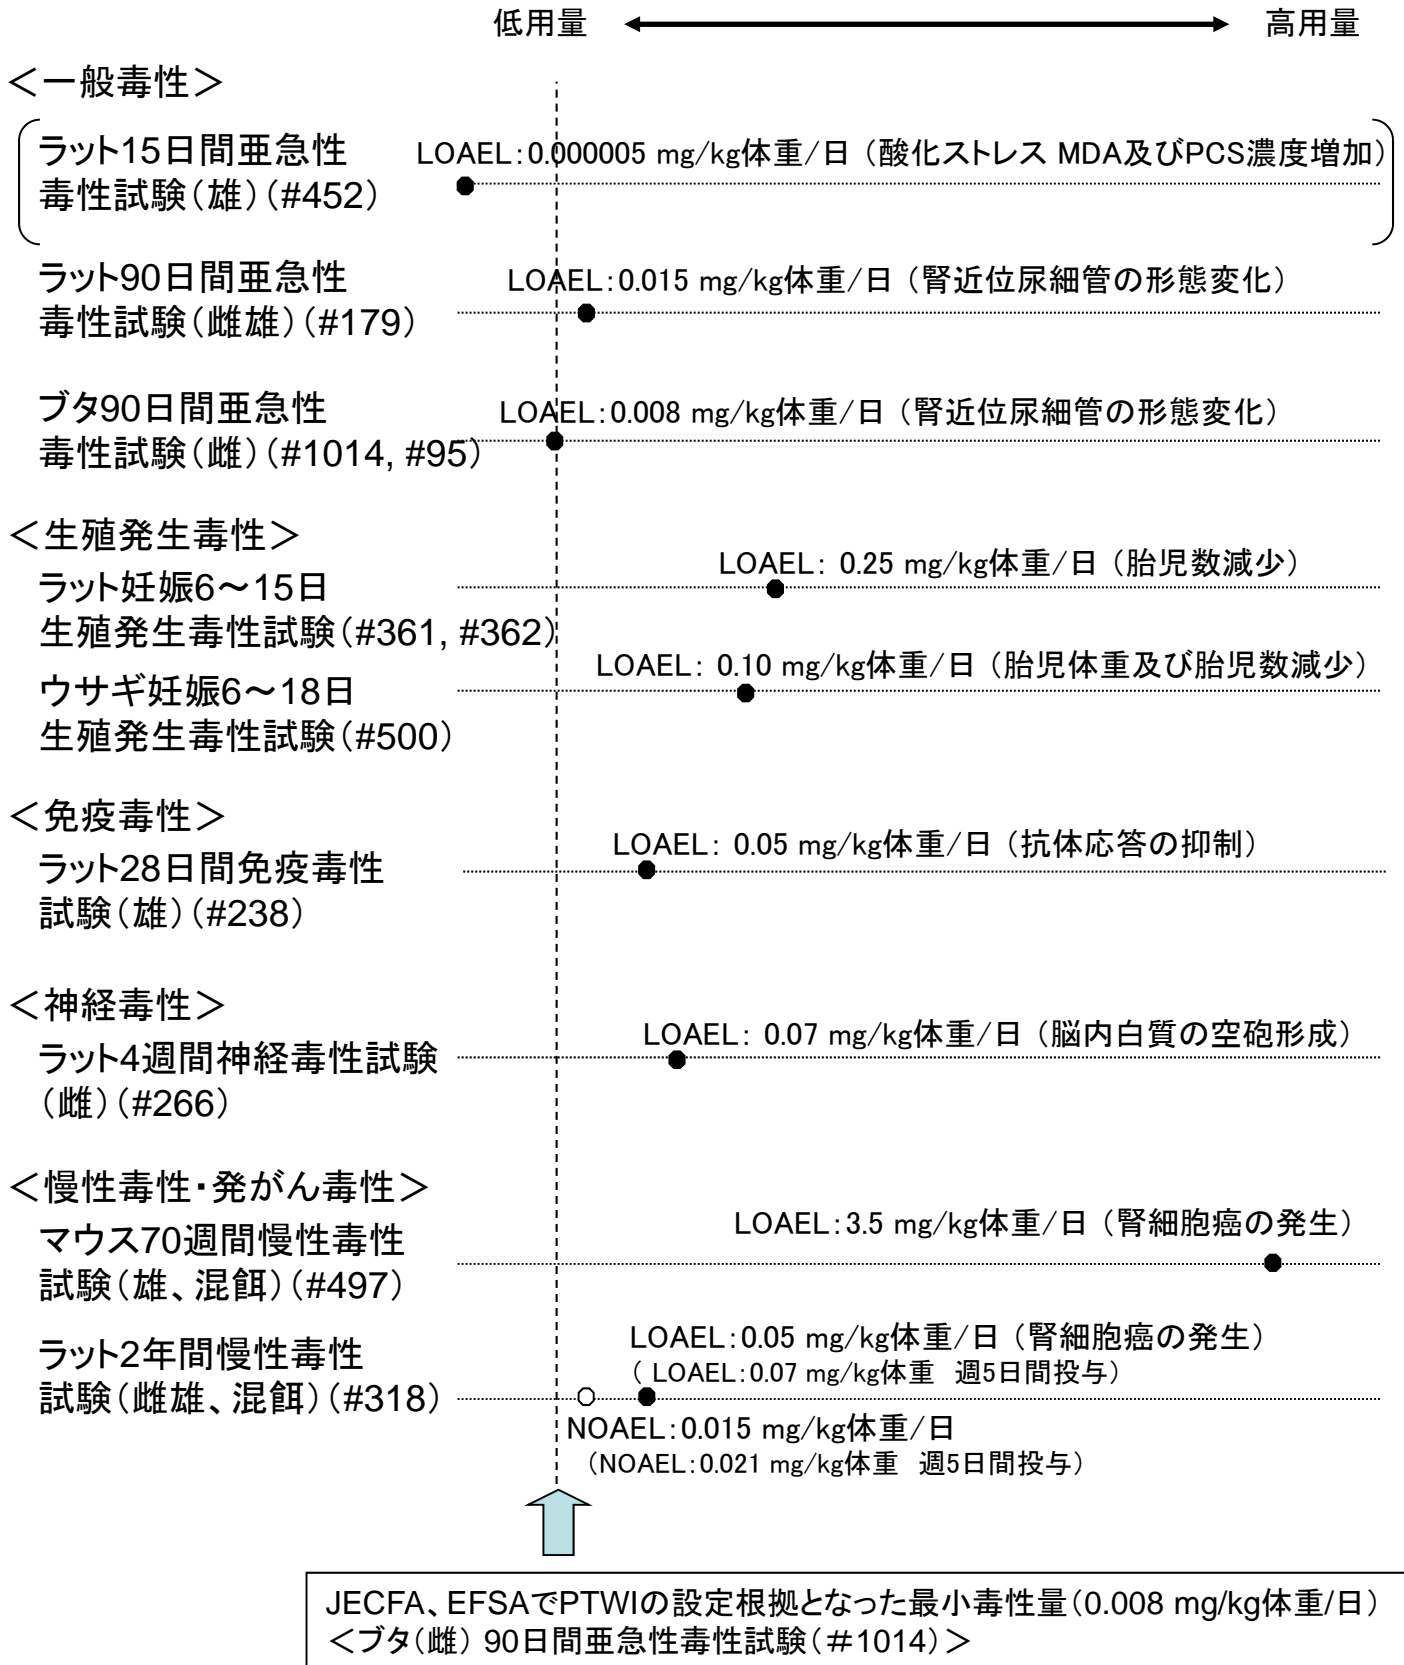 低用量 高用量
＜一般毒性＞
ラット15日間亜急性
毒性試験（雄）（#452）
LOAEL：0.000005 mg/kg体重/日（酸化ストレス MDA及びPCS濃度増加）
ラット90日間亜急性
毒性試験（雌雄）（#179）
LOAEL：0.015 mg/kg体重/日（腎近位尿細管の形態変化）
ブタ90日間亜急性
毒性試験（雌）（#1014, #95）
LOAEL：0.008 mg/kg体重/日（腎近位尿細管の形態変化）
＜生殖発生毒性＞
ラット妊娠6～15日
生殖発生毒性試験（#361, #362）
LOAEL： 0.25 mg/kg体重/日（胎児数減少）
ウサギ妊娠6～18日
生殖発生毒性試験（#500）
LOAEL： 0.10 mg/kg体重/日（胎児体重及び胎児数減少）
＜免疫毒性＞
ラット28日間免疫毒性
試験（雄）（#238）
LOAEL： 0.05 mg/kg体重/日（抗体応答の抑制）
＜神経毒性＞
ラット4週間神経毒性試験
（雌）（#266）
LOAEL： 0.07 mg/kg体重/日（脳内白質の空砲形成）
＜慢性毒性・発がん毒性＞
マウス70週間慢性毒性
試験（雄、混餌）（#497）
LOAEL：3.5 mg/kg体重/日（腎細胞癌の発生）
ラット2年間慢性毒性
試験（雌雄、混餌）（#318）
LOAEL：0.05 mg/kg体重/日（腎細胞癌の発生）
（ LOAEL：0.07 mg/kg体重 週5日間投与）
NOAEL：0.015 mg/kg体重/日
（NOAEL：0.021 mg/kg体重 週5日間投与）
JECFA、EFSAでPTWIの設定根拠となった最小毒性量（0.008 mg/kg体重/日）
＜ブタ（雌） 90日間亜急性毒性試験（＃1014）＞